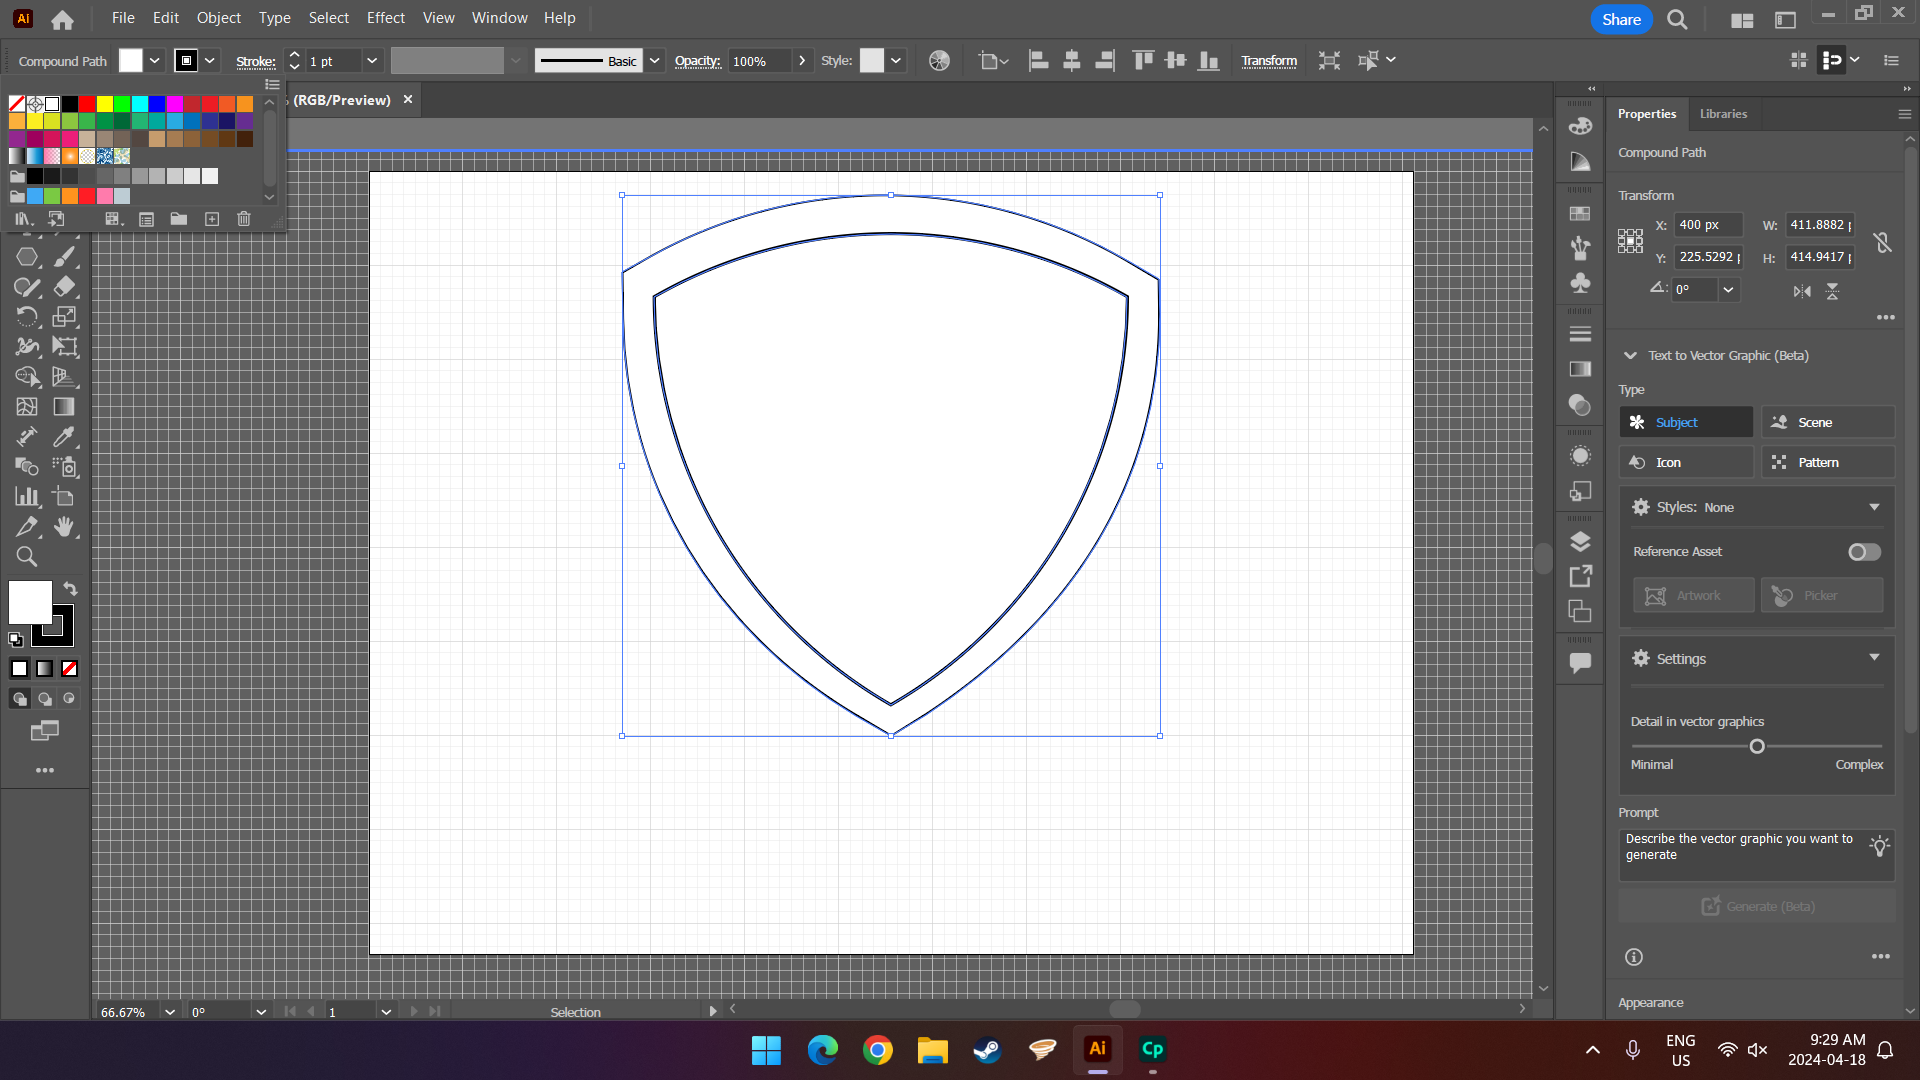 Ai File Edit Object Type Select Effect View Window Help Share
Compound Path Stroke: 1 pt Basic Opacity: 100% Style: Transform
(RGB/Preview) ×
Properties Libraries
Compound Path
Transform
X: 400 px W: 411.8882
Y: 225.5292 H: 414.9417
0°
Text to Vector Graphic (Beta)
Type
Subject Scene
Icon Pattern
Styles: None
Reference Asset
Artwork Picker
Settings
Detail in vector graphics
Minimal Complex
Prompt
Describe the vector graphic you want to
generate
Generate (Beta)
Appearance
66.67% 0° 1 Selection
Ai Cp
ENG
US
9:29 AM
2024-04-18